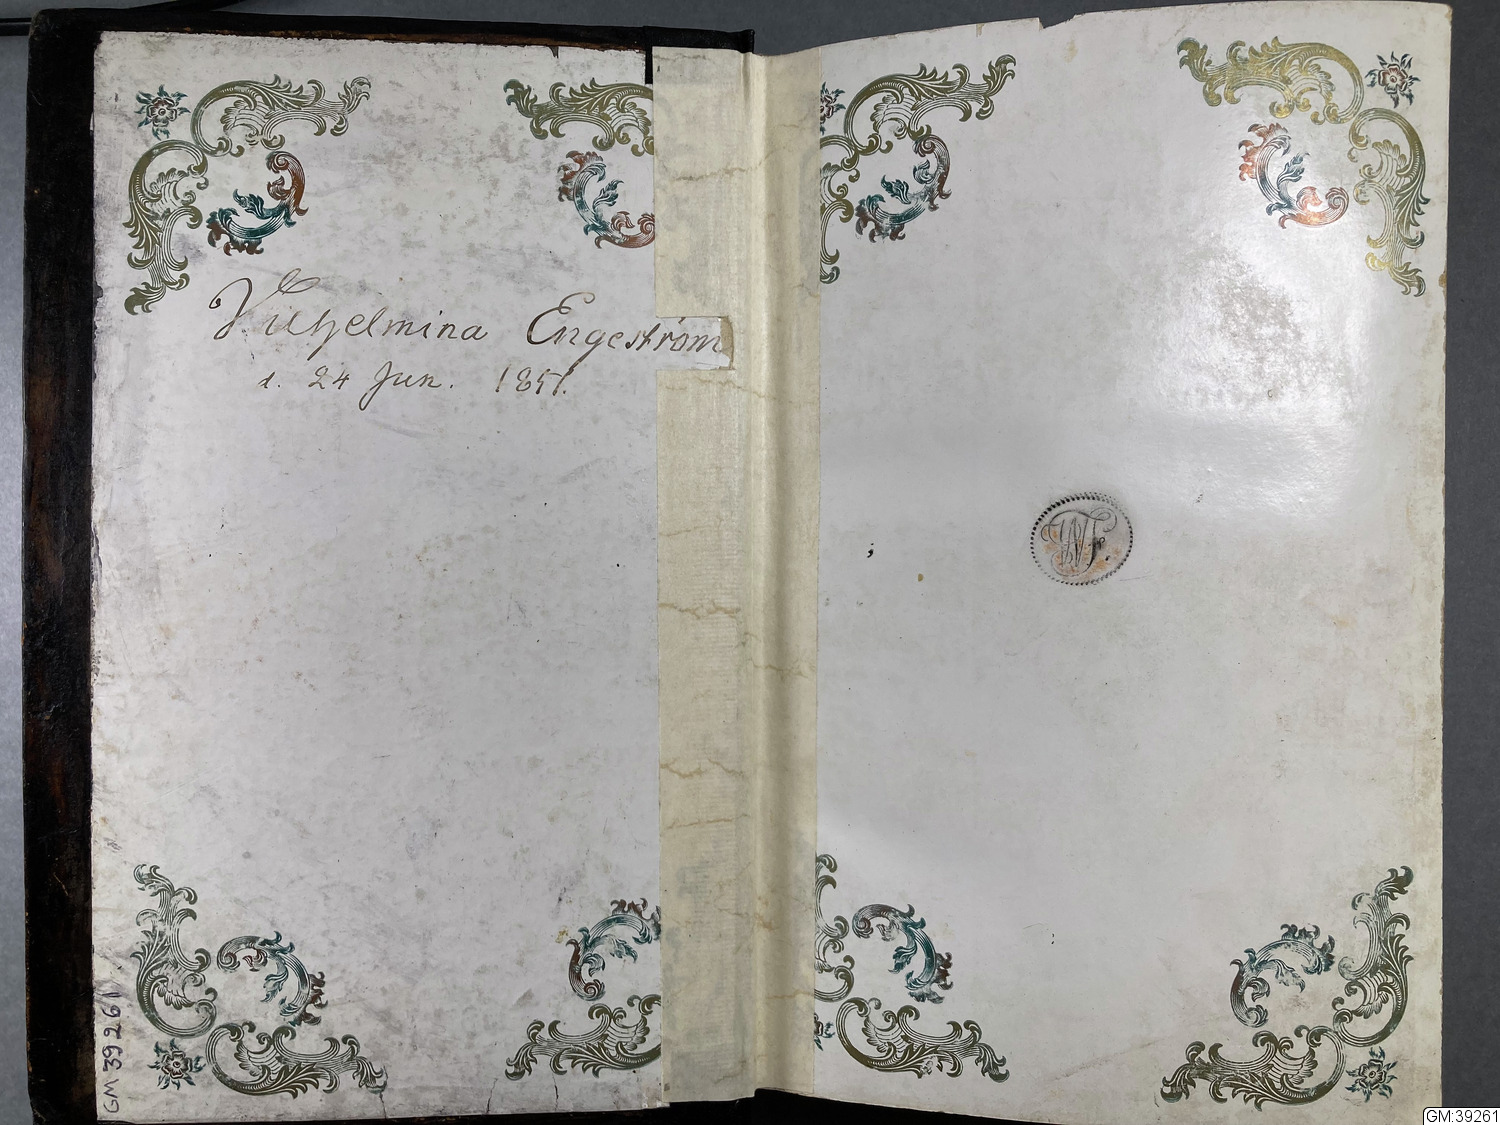 Vilhelmina Engeström
d. 24 Jun. 1851.
GM 39261
GM:39261